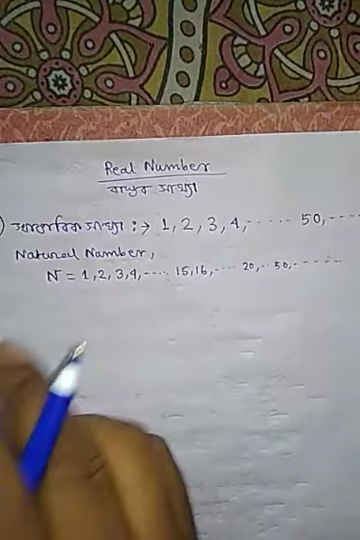 Real Number
বাস্তব সংখ্যা
) স্বাভাবিক সংখ্যা :→ 1, 2, 3, 4, ..... 50, ....
Natural Number,
N = 1, 2, 3, 4, ..... 15, 16, .... 20, .. 50, ......